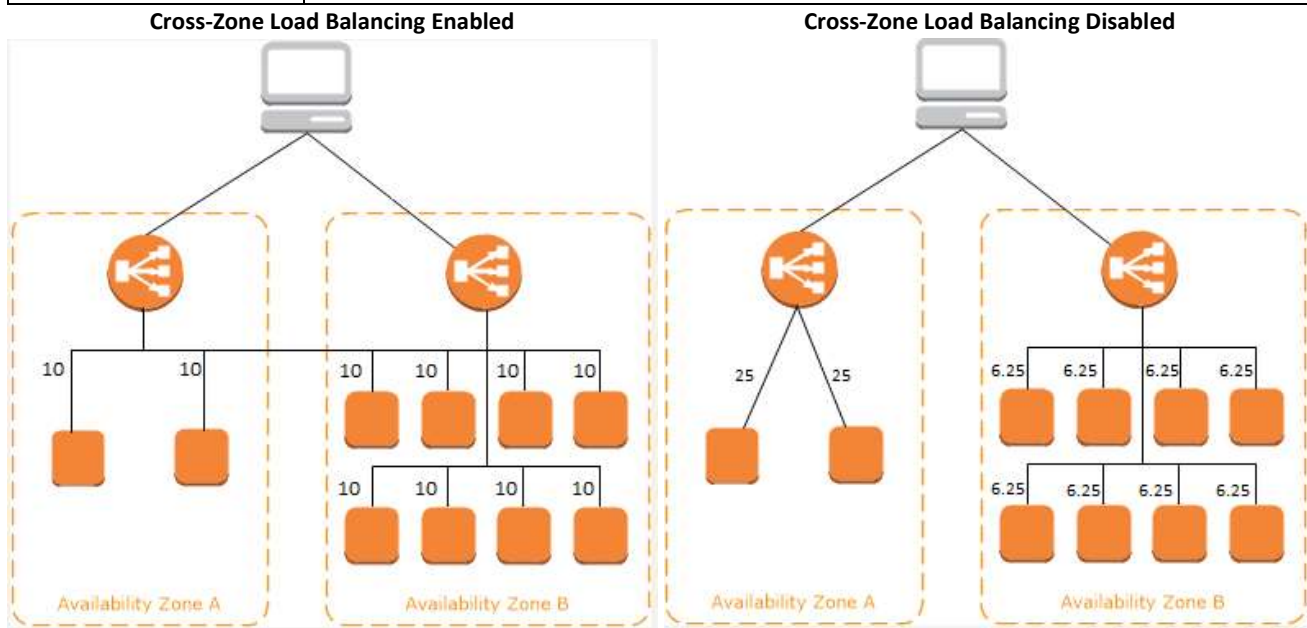 Cross-Zone Load Balancing Enabled
Cross-Zone Load Balancing Disabled
10 10 10 10 10 10
10 10 10 10
Availability Zone A
Availability Zone B
25 25 6.25 6.25 6.25 6.25
6.25 6.25 6.25 6.25
Availability Zone A
Availability Zone B